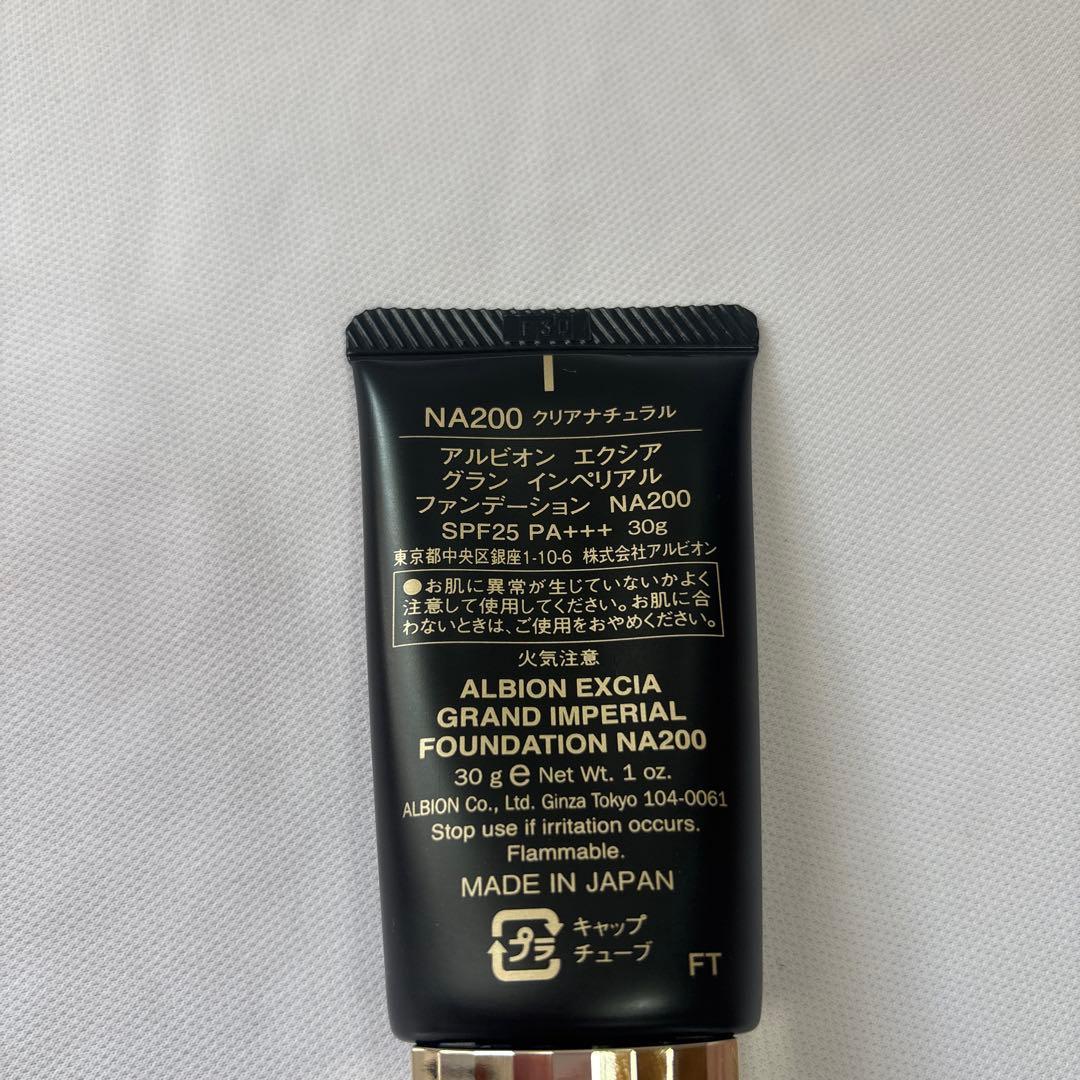 NA200 クリアナチュラル
アルビオン エクシア
グラン インペリアル
ファンデーション NA200
SPF25 PA+++ 30g
東京都中央区銀座1-10-6 株式会社アルビオン
●お肌に異常が生じていないかよく
注意して使用してください。お肌に合
わないときは、ご使用をおやめください。
火気注意
ALBION EXCIA
GRAND IMPERIAL
FOUNDATION NA200
30 g e Net Wt. 1 oz.
ALBION Co., Ltd. Ginza Tokyo 104-0061
Stop use if irritation occurs.
Flammable.
MADE IN JAPAN
プラ キャップ
チューブ
FT